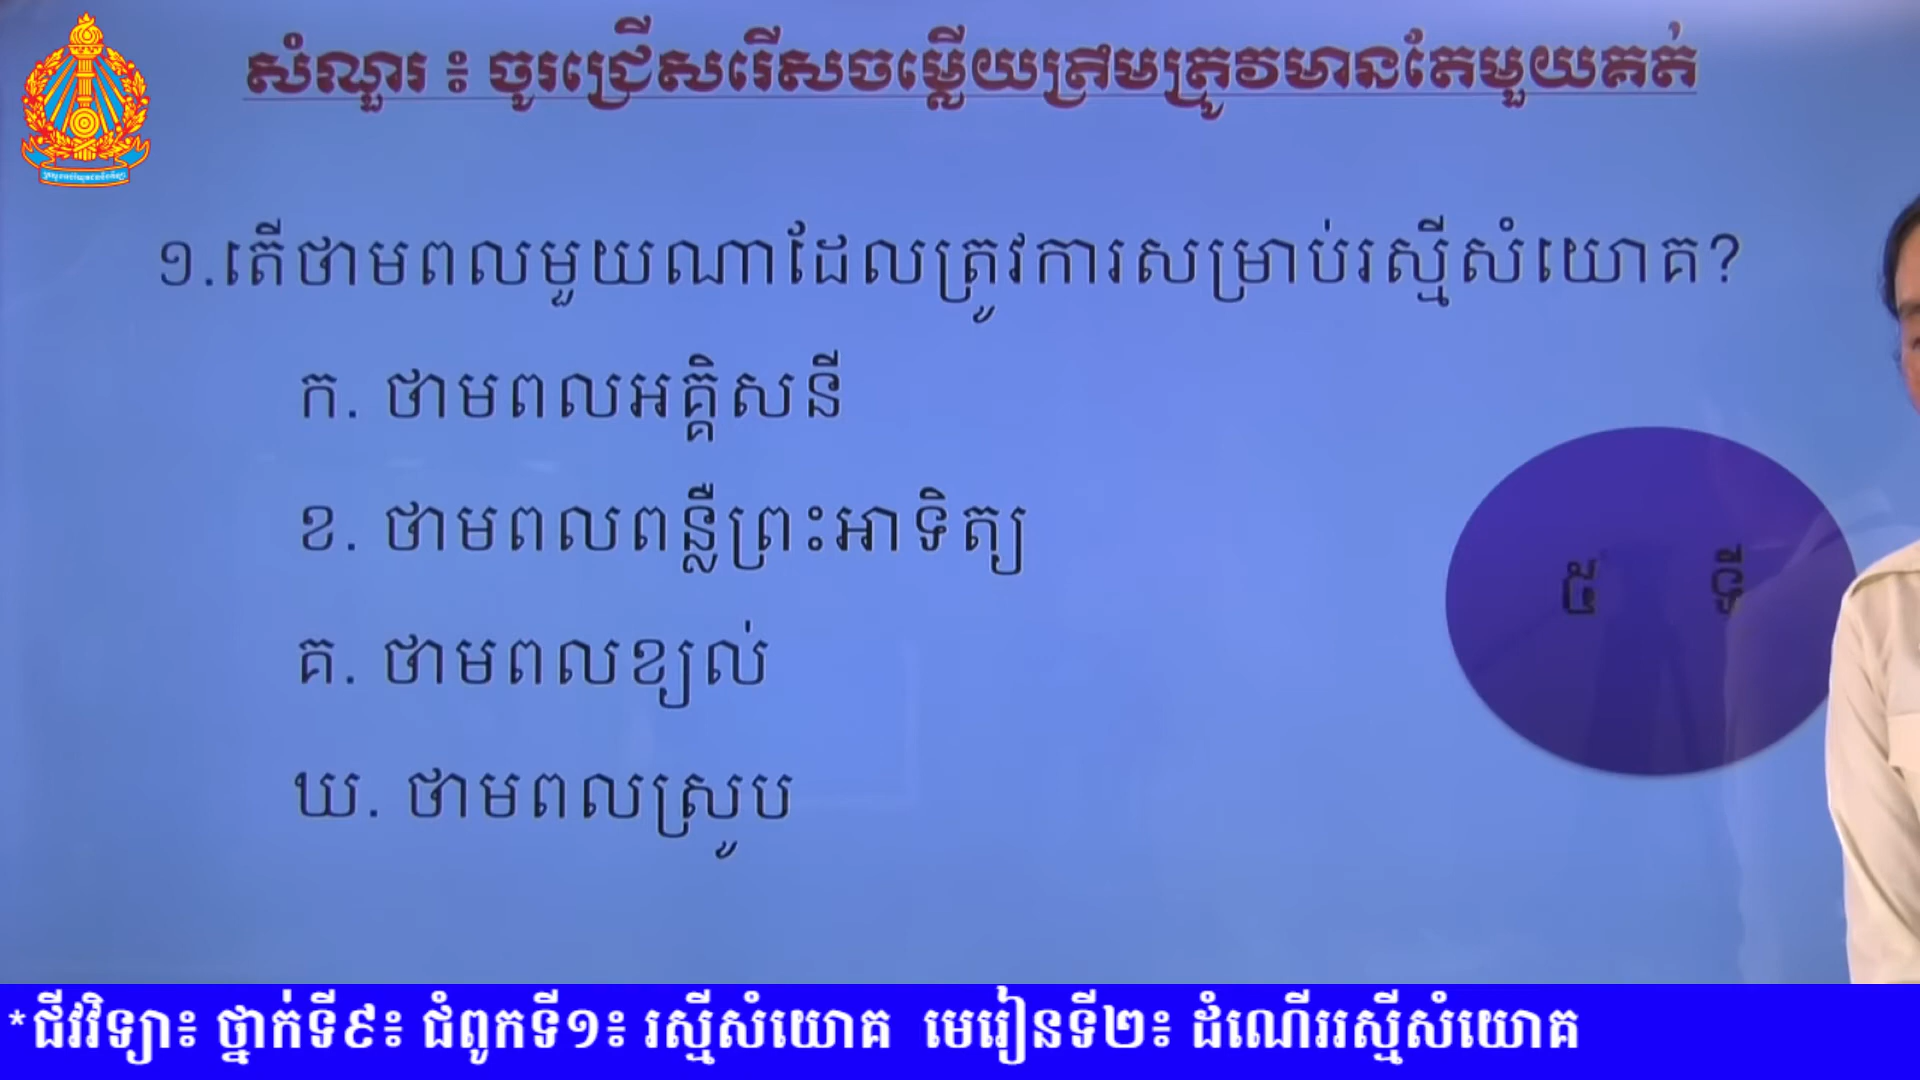 សំណួរ ៖ ចូរជ្រើសរើសចម្លើយត្រឹមត្រូវមានតែមួយគត់
១.តើថាមពលមួយណាដែលត្រូវការសម្រាប់រស្មីសំយោគ?
ក. ថាមពលអគ្គិសនី
ខ. ថាមពលពន្លឺព្រះអាទិត្យ
គ. ថាមពលខ្យល់
ឃ. ថាមពលស្រូប
៥ ទី
*ជីវវិទ្យា៖ ថ្នាក់ទី៩៖ ជំពូកទី១៖ រស្មីសំយោគ មេរៀនទី២៖ ដំណើររស្មីសំយោគ